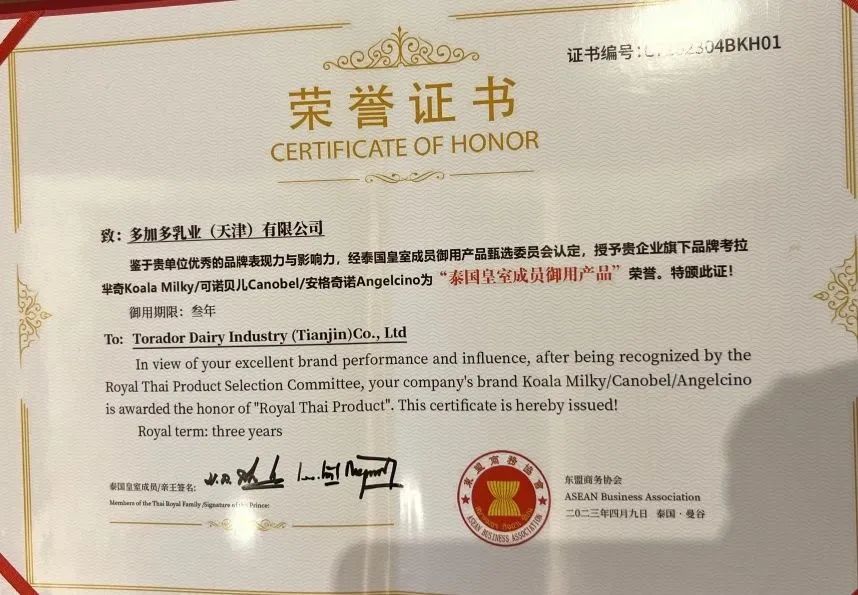 证书编号: 2304BKH01
荣誉证书
CERTIFICATE OF HONOR
致：多加多乳业（天津）有限公司
鉴于贵单位优秀的品牌表现力与影响力，经泰国皇室成员御用产品甄选委员会认定，授予贵企业旗下品牌考拉
芈奇Koala Milky/可诺贝儿Canobel/安格奇诺Angelcino为“泰国皇室成员御用产品”荣誉。特颁此证！
御用期限：叁年
To: Torador Dairy Industry (Tianjin)Co., Ltd
In view of your excellent brand performance and influence, after being recognized by the
Royal Thai Product Selection Committee, your company's brand Koala Milky/Canobel/Angelcino
is awarded the honor of "Royal Thai Product". This certificate is hereby issued!
Royal term: three years
泰国皇室成员/亲王签名:
Members of the Thai Royal Family /Signature of the Prince:
東盟商務協會
ASEAN BUSINESS ASSOCIATION
东盟商务协会
ASEAN Business Association
二〇二三年四月九日 泰国·曼谷